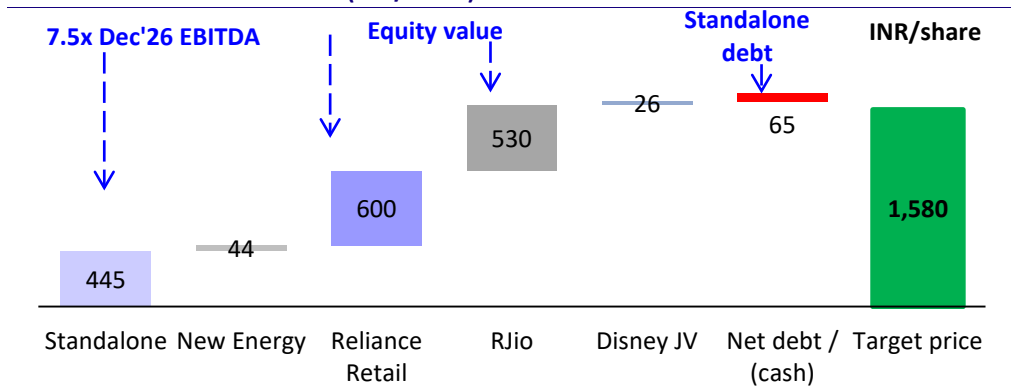 7.5x Dec'26 EBITDA
Equity value
Standalone
debt
INR/share
445
44
600
530
26
65
1,580
Standalone
New Energy
Reliance
Retail
RJio
Disney JV
Net debt /
(cash)
Target price